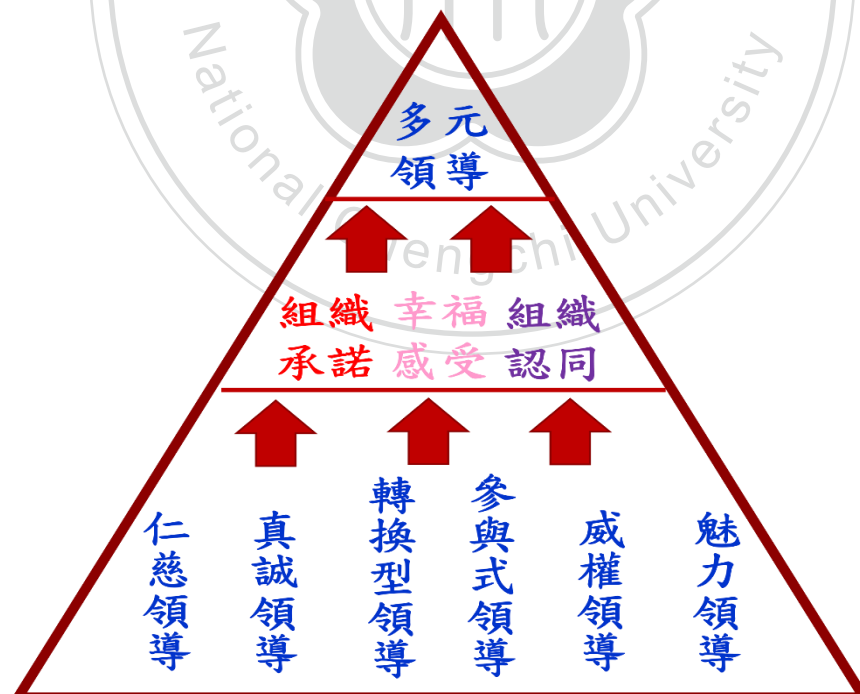 多元
領導
組織 幸福 組織
承諾 感受 認同
仁慈領導
真誠領導
轉換型領導
參與式領導
威權領導
魅力領導
National Chengchi University